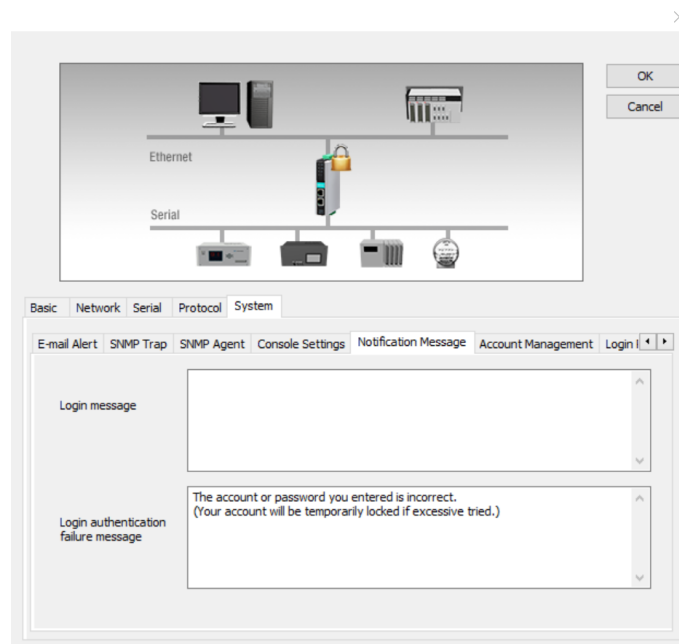 OK
Cancel
Ethernet
Serial
Basic Network Serial Protocol System
E-mail Alert SNMP Trap SNMP Agent Console Settings Notification Message Account Management Login
Login message
The account or password you entered is incorrect.
(Your account will be temporarily locked if excessive tried.)
Login authentication
failure message